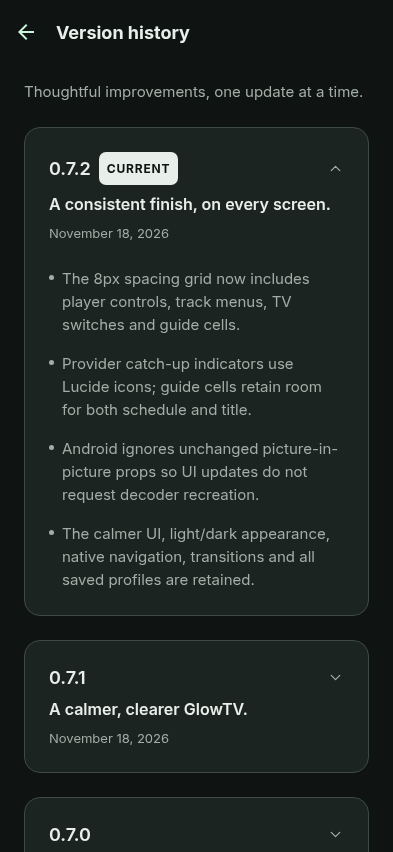 Version history
Thoughtful improvements, one update at a time.
0.7.2 CURRENT
A consistent finish, on every screen.
November 18, 2026
• The 8px spacing grid now includes
player controls, track menus, TV
switches and guide cells.
• Provider catch-up indicators use
Lucide icons; guide cells retain room
for both schedule and title.
• Android ignores unchanged picture-in-
picture props so UI updates do not
request decoder recreation.
• The calmer UI, light/dark appearance,
native navigation, transitions and all
saved profiles are retained.
0.7.1
A calmer, clearer GlowTV.
November 18, 2026
0.7.0